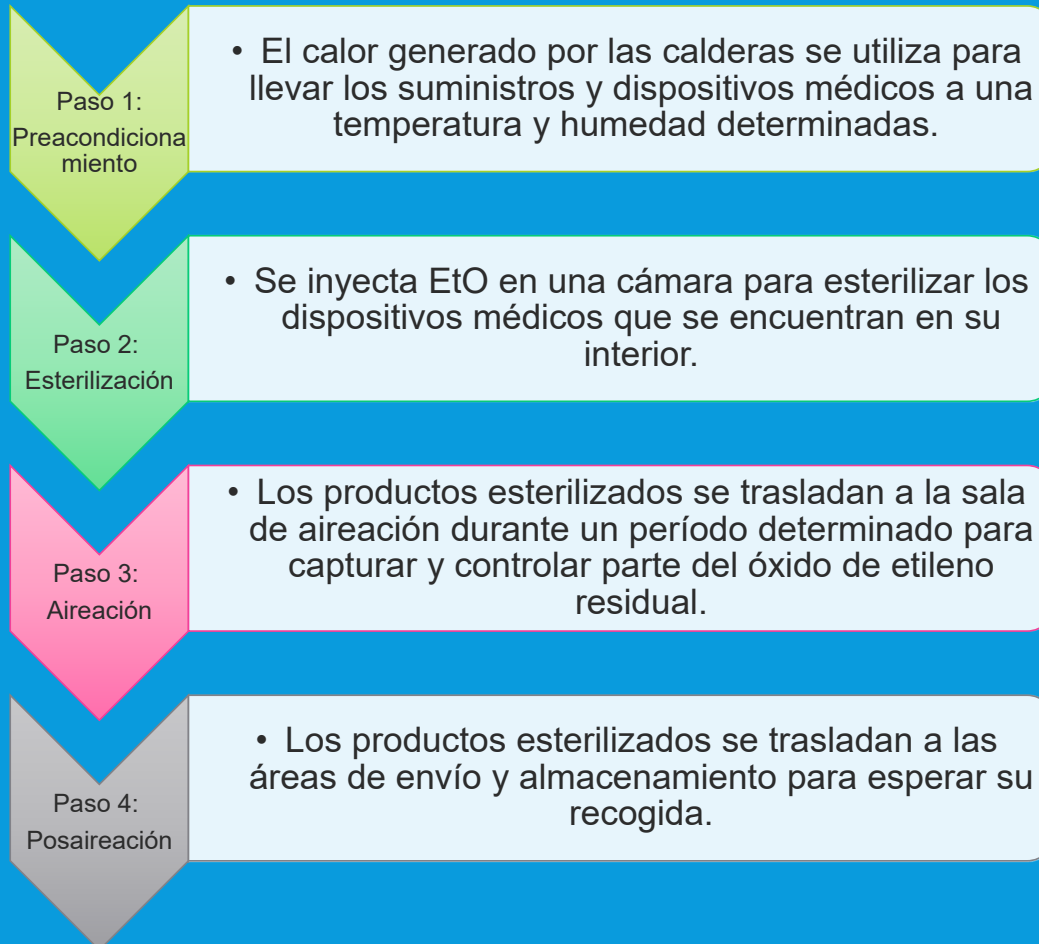 Paso 1:
Preacondiciona
miento
• El calor generado por las calderas se utiliza para
llevar los suministros y dispositivos médicos a una
temperatura y humedad determinadas.
Paso 2:
Esterilización
• Se inyecta EtO en una cámara para esterilizar los
dispositivos médicos que se encuentran en su
interior.
Paso 3:
Aireación
• Los productos esterilizados se trasladan a la sala
de aireación durante un período determinado para
capturar y controlar parte del óxido de etileno
residual.
Paso 4:
Posaireación
• Los productos esterilizados se trasladan a las
áreas de envío y almacenamiento para esperar su
recogida.